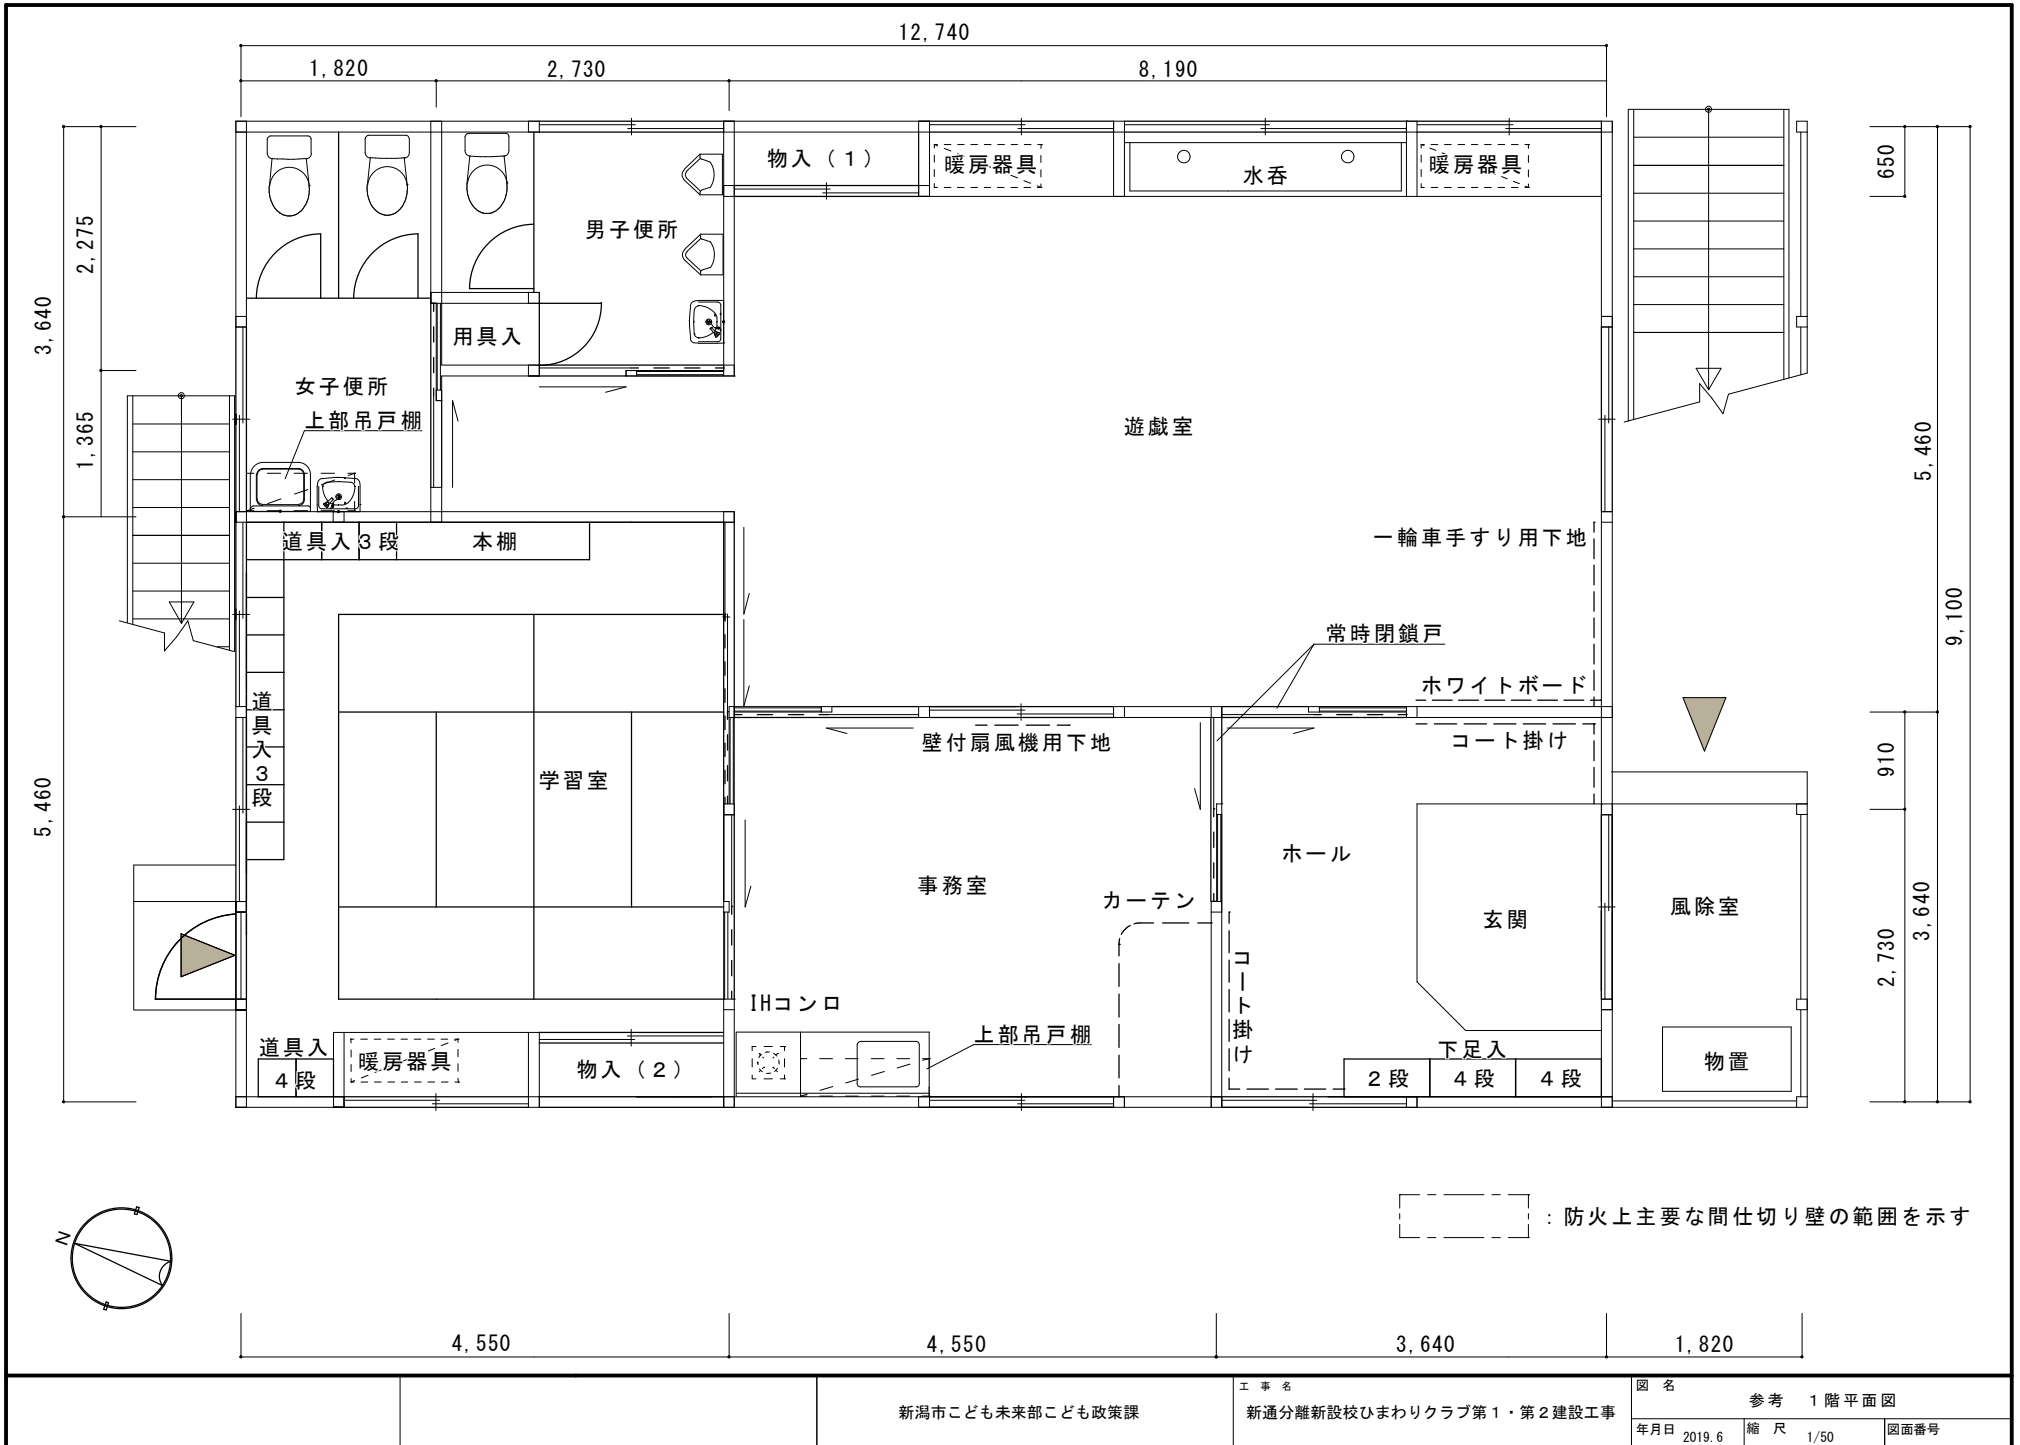 12,740
1,820
2,730
8,190
650
物入（1）
暖房器具
水呑
暖房器具
男子便所
2,275
3,640
用具入
女子便所
上部吊戸棚
1,365
遊戯室
5,460
道具入3段
本棚
一輪車手すり用下地
9,100
常時閉鎖戸
ホワイトボード
道具入3段
壁付扇風機用下地
コート掛け
910
学習室
5,460
ホール
事務室
カーテン
玄関
風除室
3,640
2,730
コート掛け
IHコンロ
上部吊戸棚
道具入
4段
暖房器具
物入（2）
下足入
2段
4段
4段
物置
N
：防火上主要な間仕切り壁の範囲を示す
4,550
4,550
3,640
1,820
新潟市こども未来部こども政策課
工事名
新通分離新設校ひまわりクラブ第1・第2建設工事
図名
参考　1階平面図
年月日 2019.6
縮尺 1/50
図面番号